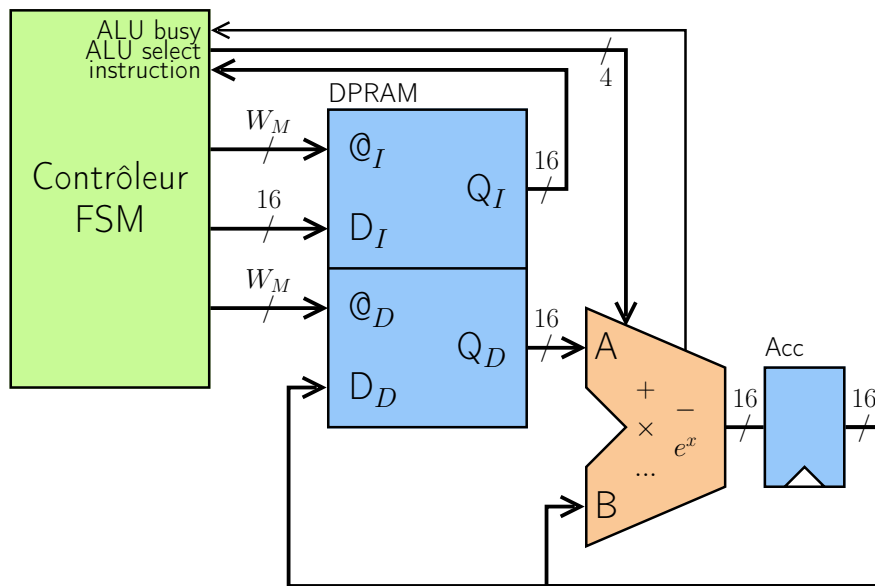 ALU busy
ALU select
instruction
4
DPRAM
W_M
@_I
16
Q_I
Contrôleur
FSM
16
D_I
W_M
@_D
16
Q_D
A
Acc
D_D
+
−
16
16
×
e^x
...
B